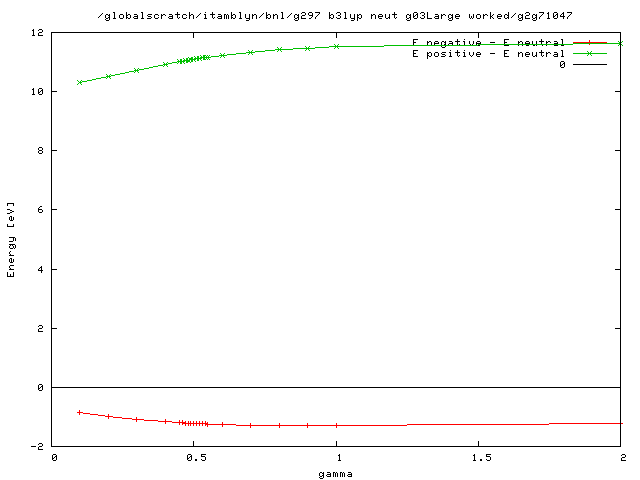 /globalscratch/itamblyn/bnl/g297 b3lyp neut g03Large worked/g2g71047
E negative - E neutral
E positive - E neutral
0
12
10
8
6
4
2
0
-2
Energy [eV]
0 0.5 1 1.5 2
gamma